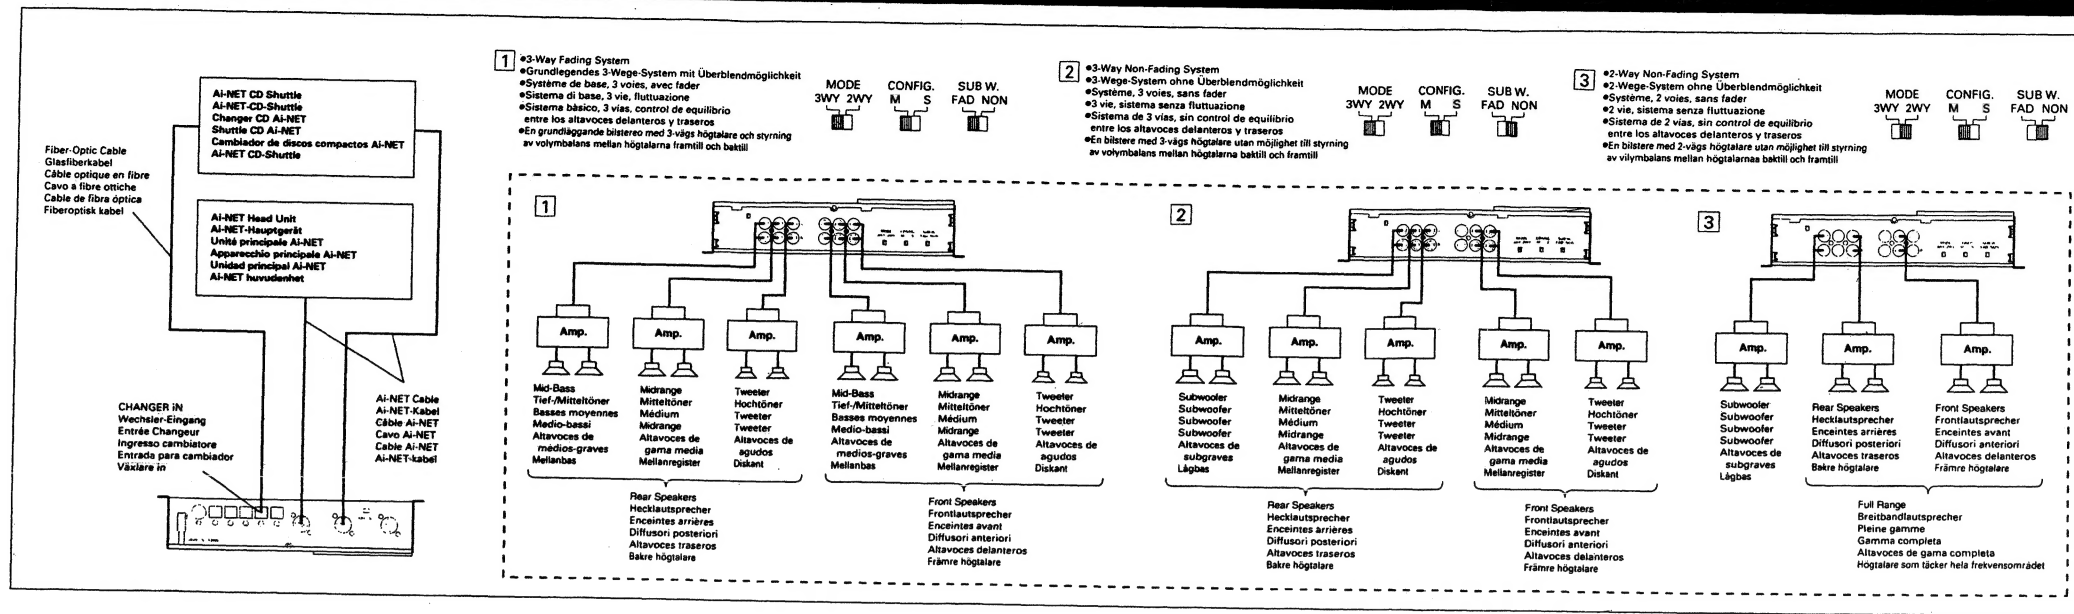 Ai-NET CD Shuttle
Ai-NET-CD-Shuttle
Changer CD Ai-NET
Shuttle CD Ai-NET
Cambiador de discos compactos Ai-NET
Ai-NET CD-Shuttle
Fiber-Optic Cable
Glasfiberkabel
Câble optique en fibre
Cavo a fibre ottiche
Cable de fibra óptica
Fiberoptisk kabel
Ai-NET Head Unit
Ai-NET-Hauptgerät
Unité principale Ai-NET
Apparecchio principale Ai-NET
Unidad principal Ai-NET
Ai-NET huvudenhet
CHANGER iN
Wechsler-Eingang
Entrée Changeur
Ingresso cambiatore
Entrada para cambiador
Växlare in
Ai-NET Cable
Ai-NET-Kabel
Câble Ai-NET
Cavo Ai-NET
Cable Ai-NET
Ai-NET-kabel
1
●3-Way Fading System
●Grundlegendes 3-Wege-System mit Überblendmöglichkeit
●Système de base, 3 voies, avec fader
●Sistema di base, 3 vie, fluttuazione
●Sistema bàsico, 3 vías, control de equilibrio
entre los altavoces delanteros y traseros
●En grundläggande bilstereo med 3-vägs högtalare och styrning
av volymbalans mellan högtalarna framtill och baktill
MODE CONFIG. SUB W.
3WY 2WY M S FAD NON
2
●3-Way Non-Fading System
●3-Wege-System ohne Überblendmöglichkeit
●Système, 3 voies, sans fader
●3 vie, sistema senza fluttuazione
●Sistema de 3 vías, sin control de equilibrio
entre los altavoces delanteros y traseros
●En bilstere med 3-vägs högtalare utan möjlighet till styrning
av volymbalans mellan högtalarna baktill och framtill
MODE CONFIG. SUB W.
3WY 2WY M S FAD NON
3
●2-Way Non-Fading System
●2-Wege-System ohne Überblendmöglichkeit
●Système, 2 voies, sans fader
●2 vie, sistema senza fluttuazione
●Sistema de 2 vías, sin control de equilibrio
entre los altavoces delanteros y traseros
●En bilstere med 2-vägs högtalare utan möjlighet till styrning
av vilymbalans mellan högtalarnaa baktill och framtill
MODE CONFIG. SUB W.
3WY 2WY M S FAD NON
1
Amp. Amp. Amp. Amp. Amp. Amp.
Mid-Bass
Tief-/Mitteltöner
Basses moyennes
Medio-bassi
Altavoces de
médios-graves
Mellanbas
Midrange
Mitteltöner
Médium
Midrange
Altavoces de
gama media
Mellanregister
Tweeter
Hochtöner
Tweeter
Tweeter
Altavoces de
agudos
Diskant
Mid-Bass
Tief-/Mitteltöner
Basses moyennes
Medio-bassi
Altavoces de
medios-graves
Mellanbas
Midrange
Mitteltöner
Médium
Midrange
Altavoces de
gama media
Mellanregister
Tweeter
Hochtöner
Tweeter
Tweeter
Altavoces de
agudos
Diskant
Rear Speakers
Hecklautsprecher
Enceintes arrières
Diffusori posteriori
Altavoces traseros
Bakre högtalare
Front Speakers
Frontlautsprecher
Enceintes avant
Diffusori anteriori
Altavoces delanteros
Främre högtalare
2
Amp. Amp. Amp. Amp. Amp.
Subwoofer
Subwoofer
Subwoofer
Subwoofer
Altavoces de
subgraves
Lågbas
Midrange
Mitteltöner
Médium
Midrange
Altavoces de
gama media
Mellanregister
Tweeter
Hochtöner
Tweeter
Tweeter
Altavoces de
agudos
Diskant
Midrange
Mitteltöner
Médium
Midrange
Altavoces de
gama media
Mellanregister
Tweeter
Hochtöner
Tweeter
Tweeter
Altavoces de
agudos
Diskant
Rear Speakers
Hecklautsprecher
Enceintes arrières
Diffusori posteriori
Altavoces traseros
Bakre högtalare
Front Speakers
Frontlautsprecher
Enceintes avant
Diffusori anteriori
Altavoces delanteros
Främre högtalare
3
Amp. Amp. Amp.
Subwoofer
Subwoofer
Subwoofer
Subwoofer
Altavoces de
subgraves
Lågbas
Rear Speakers
Hecklautsprecher
Enceintes arrières
Diffusori posteriori
Altavoces traseros
Bakre högtalare
Front Speakers
Frontlautsprecher
Enceintes avant
Diffusori anteriori
Altavoces delanteros
Främre högtalare
Full Range
Breitbandlautsprecher
Pleine gamme
Gamma completa
Altavoces de gama completa
Högtalare som täcker hela frekvensområdet